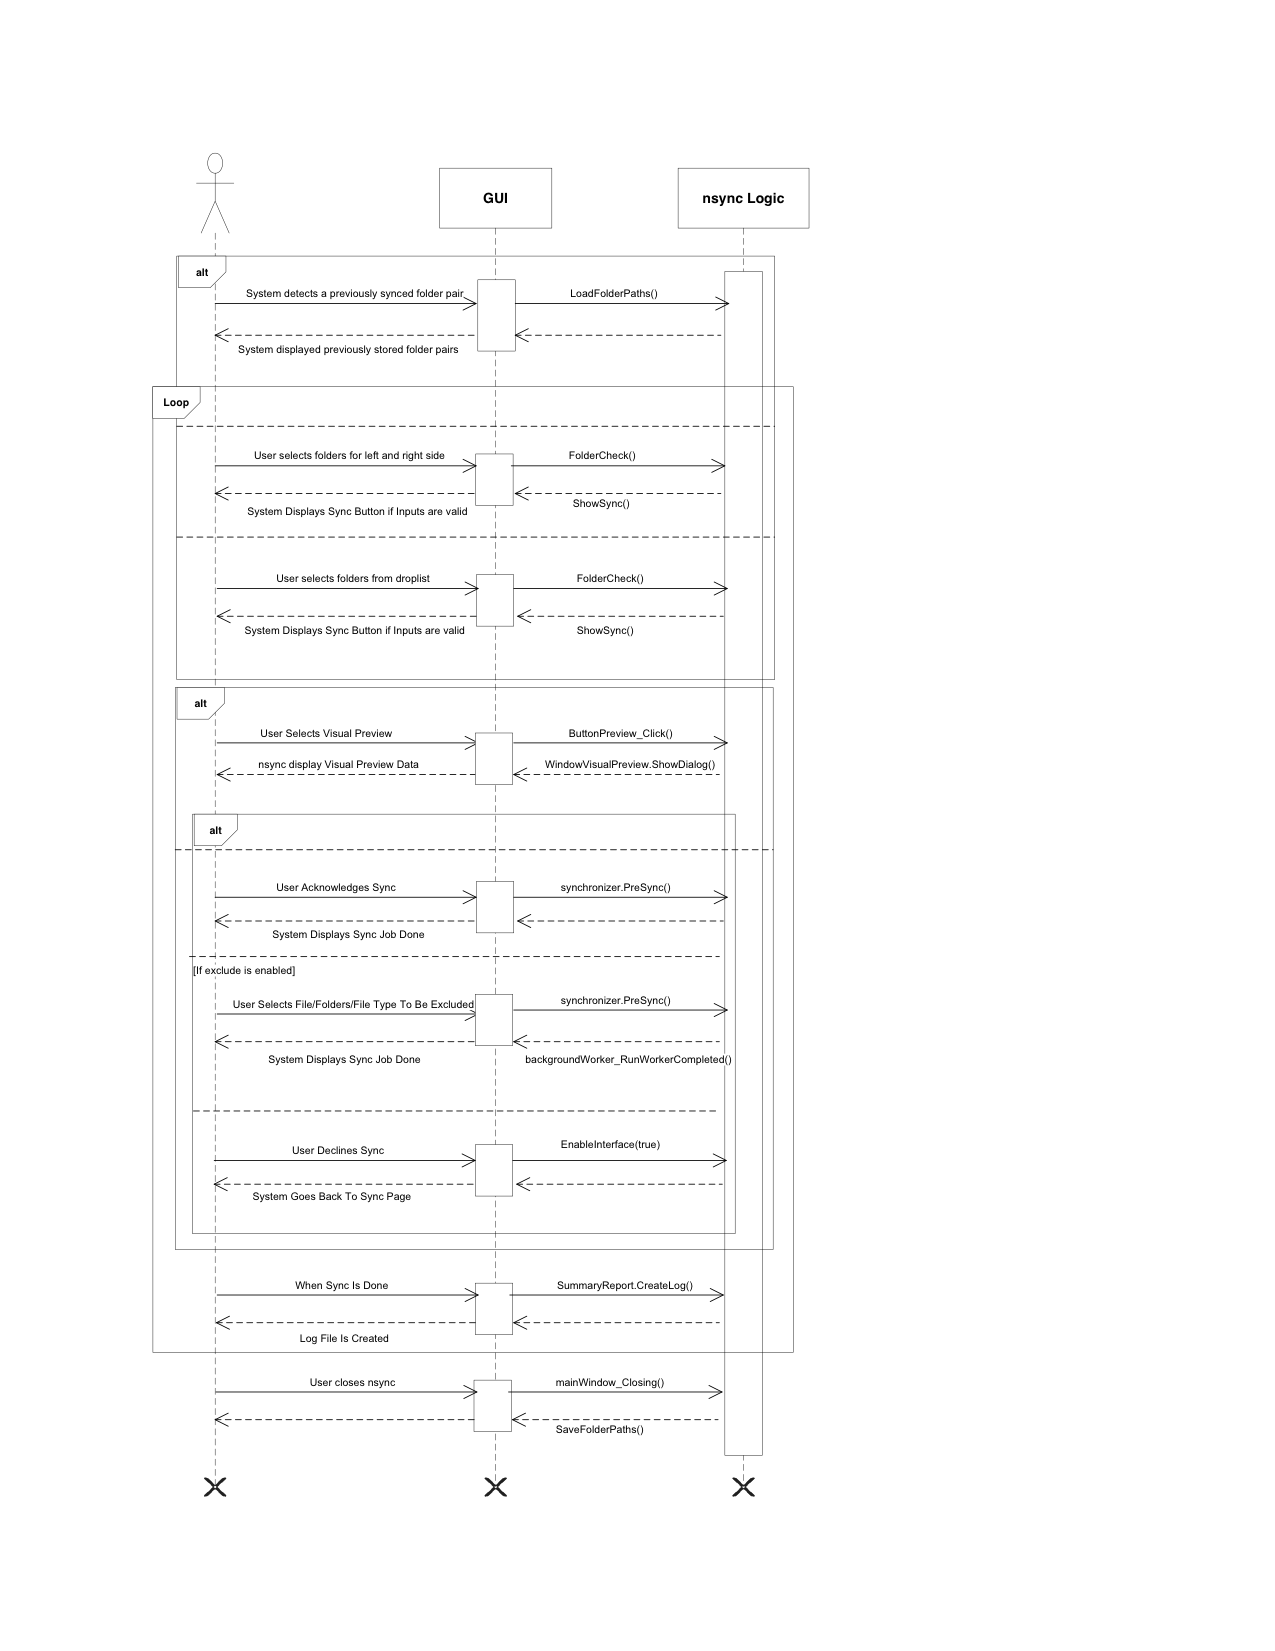 GUI
nsync Logic
alt
System detects a previously synced folder pair
LoadFolderPaths()
System displayed previously stored folder pairs
Loop
User selects folders for left and right side
FolderCheck()
ShowSync()
System Displays Sync Button if Inputs are valid
User selects folders from droplist
FolderCheck()
System Displays Sync Button if Inputs are valid
ShowSync()
alt
User Selects Visual Preview
ButtonPreview_Click()
nsync display Visual Preview Data
WindowVisualPreview.ShowDialog()
alt
User Acknowledges Sync
synchronizer.PreSync()
System Displays Sync Job Done
[If exclude is enabled]
User Selects File/Folders/File Type To Be Excluded
synchronizer.PreSync()
System Displays Sync Job Done
backgroundWorker_RunWorkerCompleted()
User Declines Sync
EnableInterface(true)
System Goes Back To Sync Page
When Sync Is Done
SummaryReport.CreateLog()
Log File Is Created
User closes nsync
mainWindow_Closing()
SaveFolderPaths()